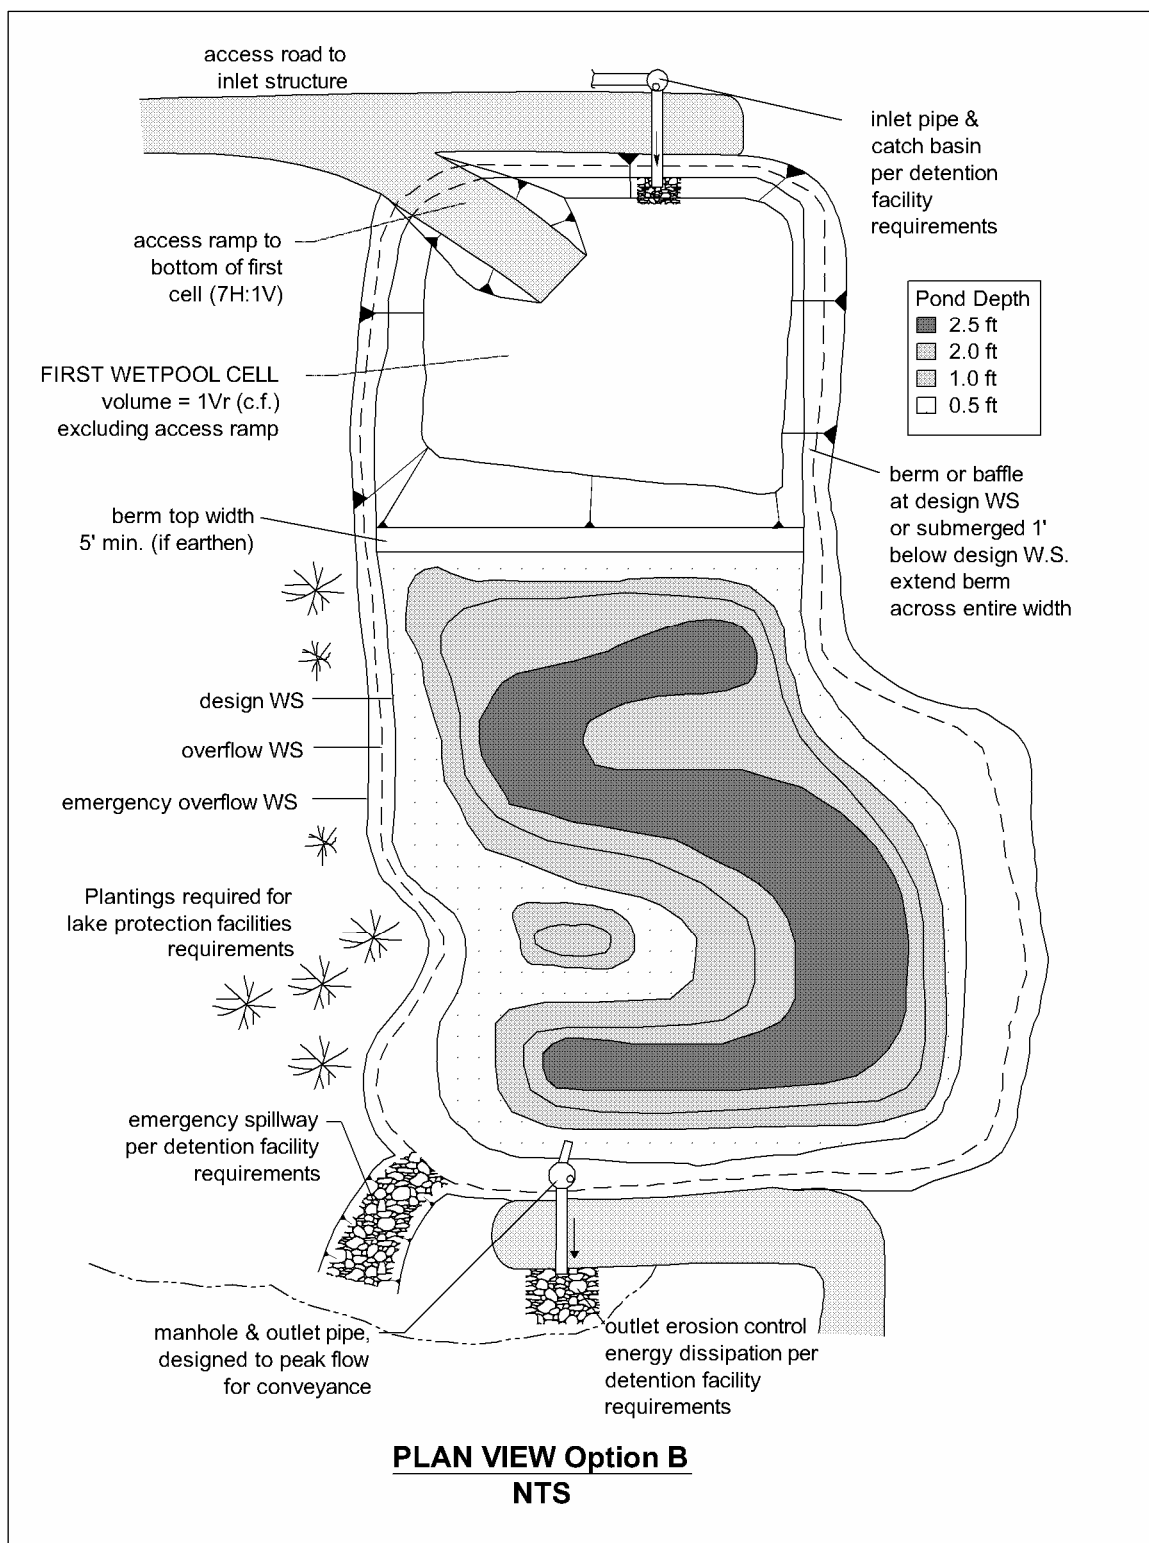 access road to
inlet structure
inlet pipe &
catch basin
per detention
facility
requirements
access ramp to
bottom of first
cell (7H:1V)
Pond Depth
2.5 ft
2.0 ft
1.0 ft
0.5 ft
FIRST WETPOOL CELL
volume = 1Vr (c.f.)
excluding access ramp
berm or baffle
at design WS
or submerged 1'
below design W.S.
extend berm
across entire width
berm top width
5' min. (if earthen)
design WS
overflow WS
emergency overflow WS
Plantings required for
lake protection facilities
requirements
emergency spillway
per detention facility
requirements
manhole & outlet pipe,
designed to peak flow
for conveyance
outlet erosion control
energy dissipation per
detention facility
requirements
PLAN VIEW Option B
NTS